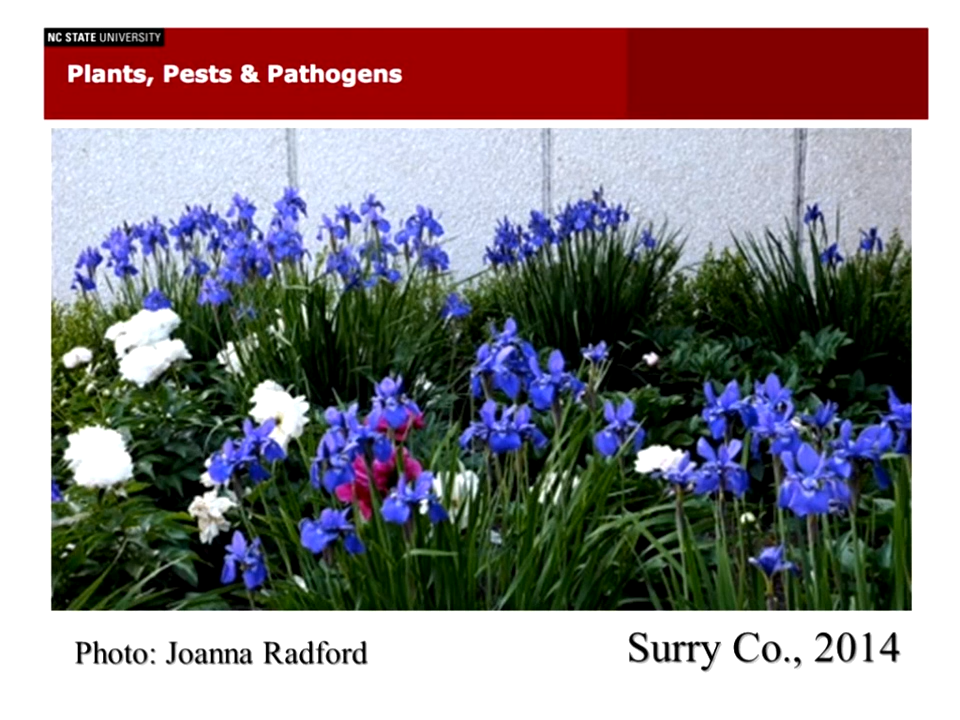 NC STATE UNIVERSITY
Plants, Pests & Pathogens
Photo: Joanna Radford
Surry Co., 2014